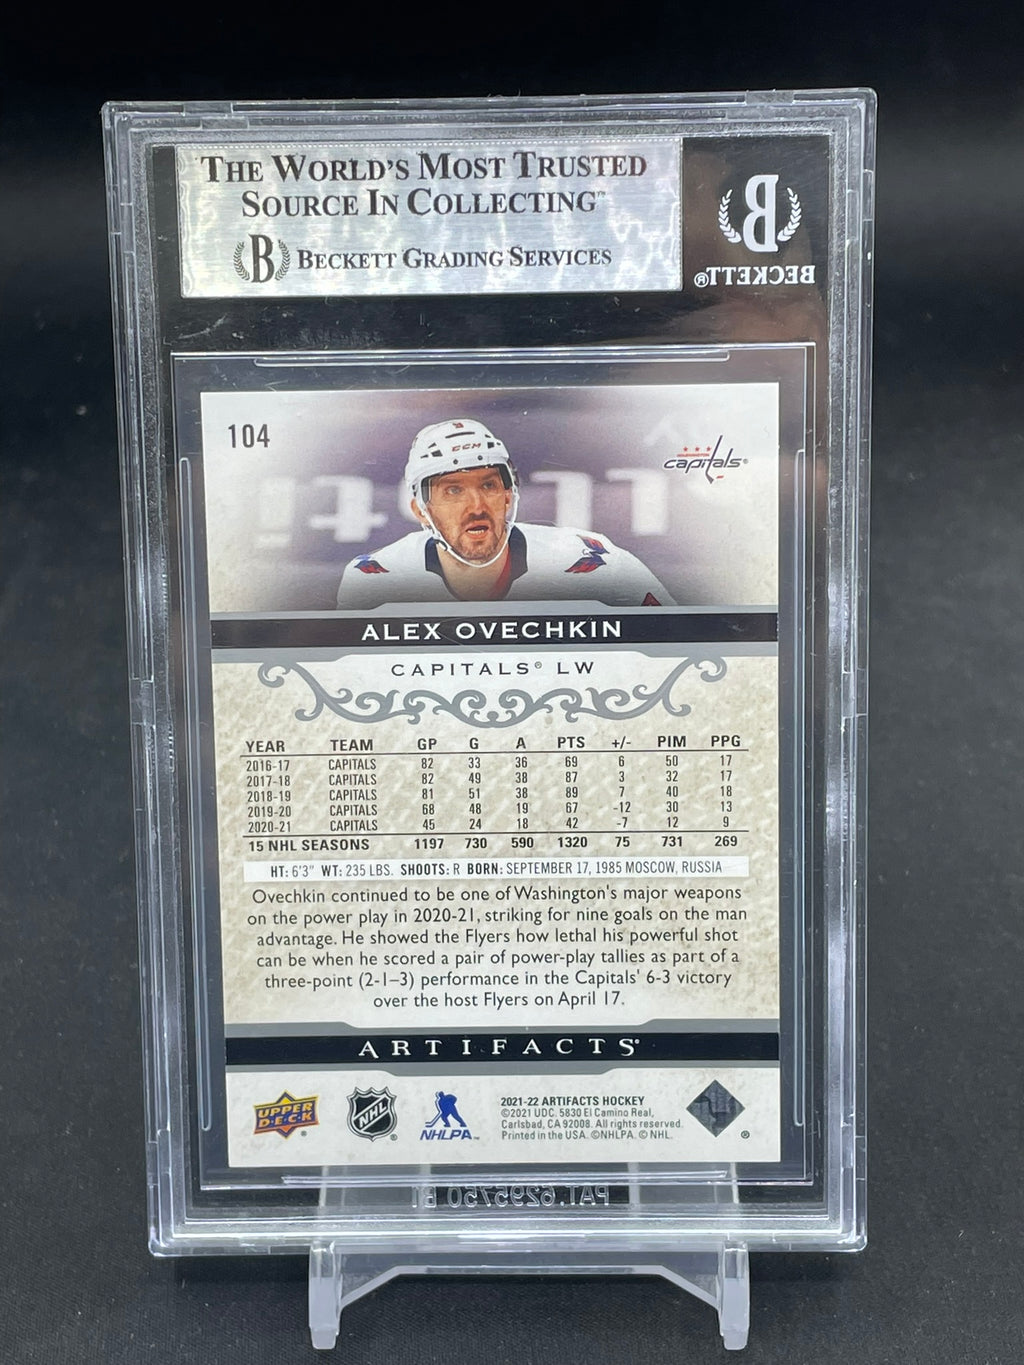 THE WORLD'S MOST TRUSTED
SOURCE IN COLLECTING™
B BECKETT GRADING SERVICES
B
BECKETT®
104
CCM
capitals®
ALEX OVECHKIN
CAPITALS® LW
YEAR TEAM GP G A PTS +/- PIM PPG
2016-17 CAPITALS 82 33 36 69 6 50 17
2017-18 CAPITALS 82 49 38 87 3 32 17
2018-19 CAPITALS 81 51 38 89 7 40 18
2019-20 CAPITALS 68 48 19 67 -12 30 13
2020-21 CAPITALS 45 24 18 42 -7 12 9
15 NHL SEASONS 1197 730 590 1320 75 731 269
HT: 6'3" WT: 235 LBS. SHOOTS: R BORN: SEPTEMBER 17, 1985 MOSCOW, RUSSIA
Ovechkin continued to be one of Washington's major weapons
on the power play in 2020-21, striking for nine goals on the man
advantage. He showed the Flyers how lethal his powerful shot
can be when he scored a pair of power-play tallies as part of a
three-point (2-1–3) performance in the Capitals' 6-3 victory
over the host Flyers on April 17.
ARTIFACTS®
UPPER
DECK®
NHL®
NHLPA™
2021-22 ARTIFACTS HOCKEY
©2021 UDC. 5830 El Camino Real,
Carlsbad, CA 92008. All rights reserved.
Printed in the USA. ©NHLPA. © NHL.
®
PAT. 6295750 B1